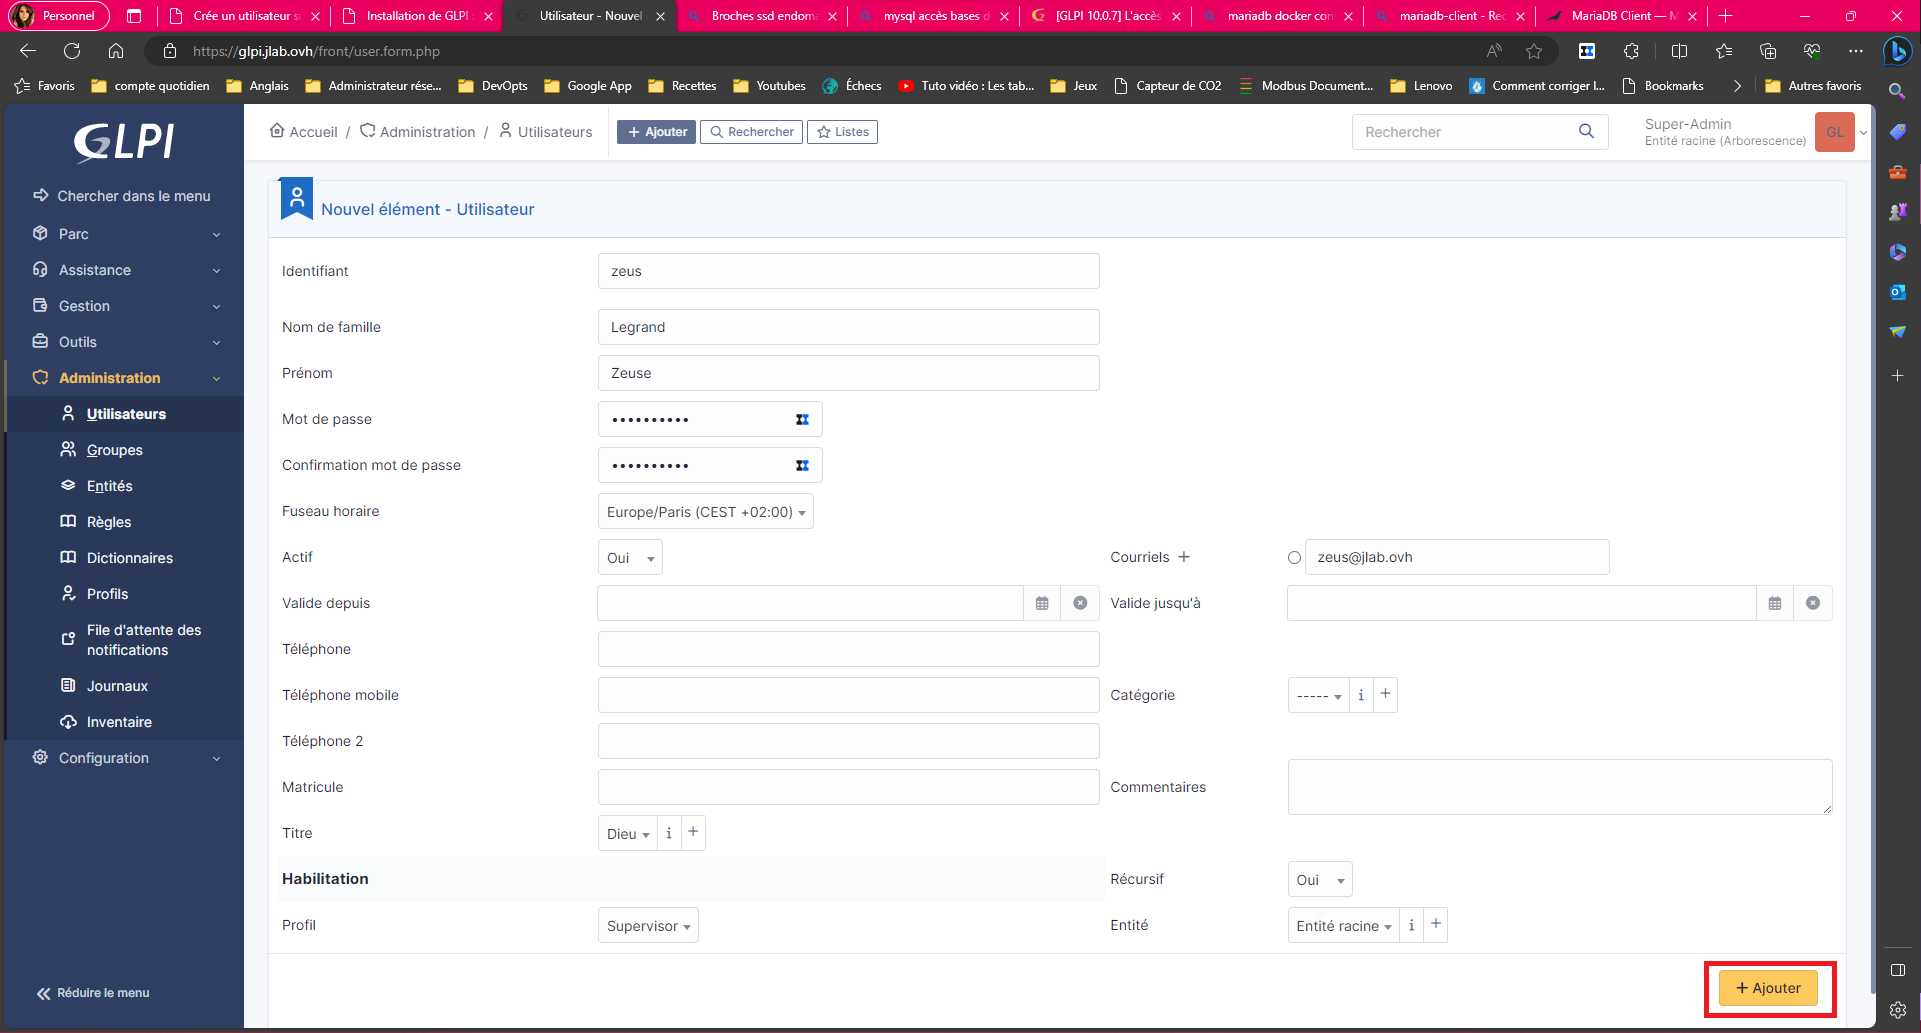 Personnel
Crée un utilisateur s
Installation de GLPI :
Utilisateur - Nouvel
Broches ssd endoma
mysql accès bases d
[GLPI 10.0.7] L'accès
mariadb docker con
mariadb-client - Rec
MariaDB Client — M
https://glpi.jlab.ovh/front/user.form.php
Favoris
compte quotidien
Anglais
Administrateur rése...
DevOpts
Google App
Recettes
Youtubes
Échecs
Tuto vidéo : Les tab...
Jeux
Capteur de CO2
Modbus Document...
Lenovo
Comment corriger l...
Bookmarks
Autres favoris
GLPI
Accueil / Administration / Utilisateurs
+ Ajouter
Rechercher
Listes
Rechercher
Super-Admin
Entité racine (Arborescence)
GL
Chercher dans le menu
Parc
Assistance
Gestion
Outils
Administration
Utilisateurs
Groupes
Entités
Règles
Dictionnaires
Profils
File d'attente des
notifications
Journaux
Inventaire
Configuration
Réduire le menu
Nouvel élément - Utilisateur
Identifiant zeus
Nom de famille Legrand
Prénom Zeuse
Mot de passe ••••••••••
Confirmation mot de passe ••••••••••
Fuseau horaire Europe/Paris (CEST +02:00)
Actif Oui Courriels + zeus@jlab.ovh
Valide depuis Valide jusqu'à
Téléphone
Téléphone mobile Catégorie ----- i +
Téléphone 2
Matricule Commentaires
Titre Dieu i +
Habilitation Récursif Oui
Profil Supervisor Entité Entité racine i +
+ Ajouter